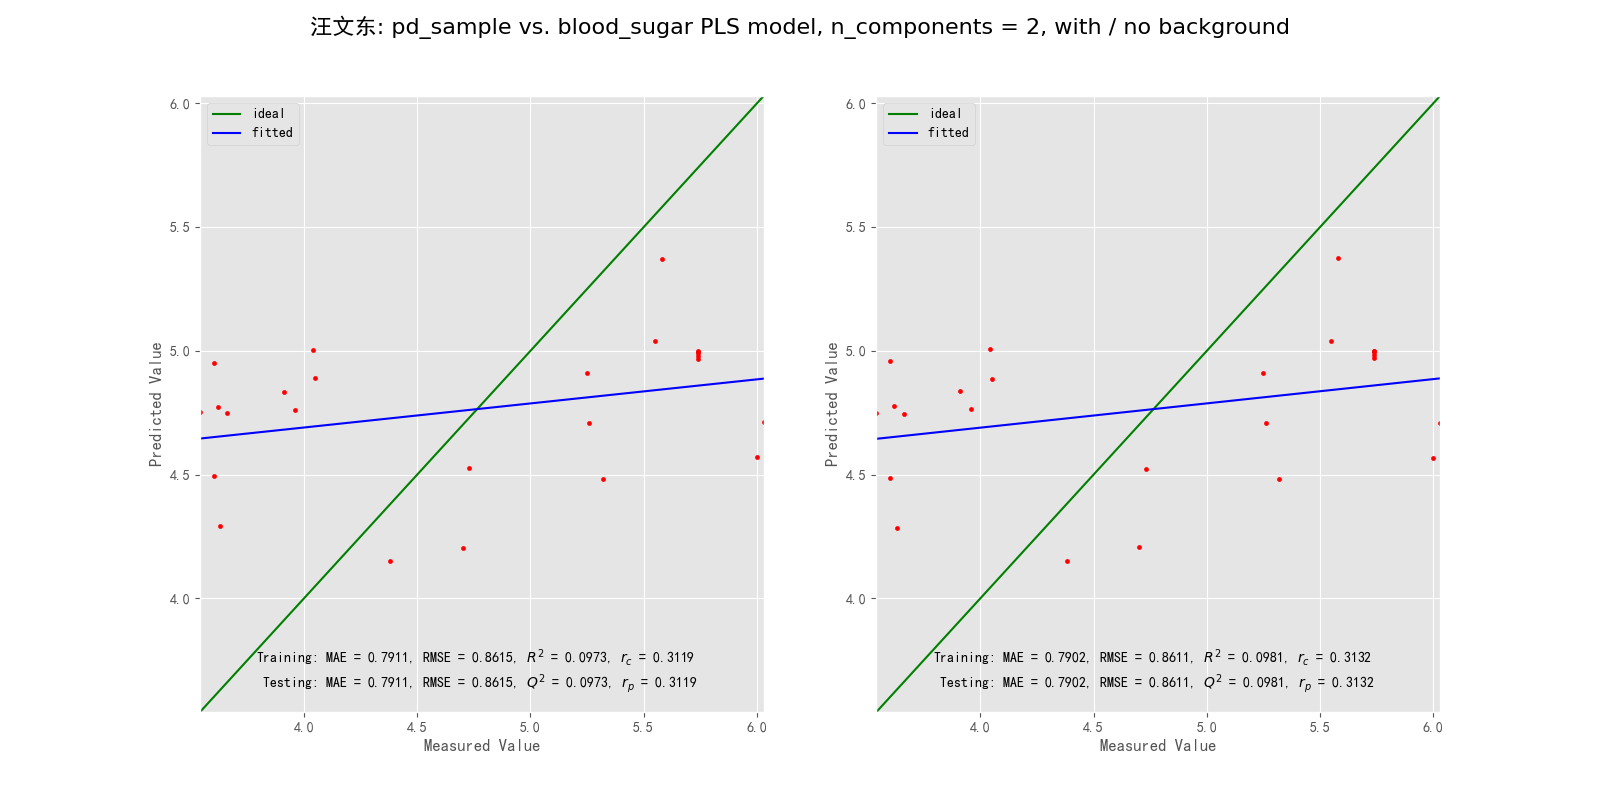 汪文东: pd_sample vs. blood_sugar PLS model, n_components = 2, with / no background
ideal
fitted
6.0
5.5
5.0
4.5
4.0
Predicted Value
Training: MAE = 0.7911, RMSE = 0.8615, R² = 0.0973, r_c = 0.3119
Testing: MAE = 0.7911, RMSE = 0.8615, Q² = 0.0973, r_p = 0.3119
4.0 4.5 5.0 5.5 6.0
Measured Value
ideal
fitted
6.0
5.5
5.0
4.5
4.0
Predicted Value
Training: MAE = 0.7902, RMSE = 0.8611, R² = 0.0981, r_c = 0.3132
Testing: MAE = 0.7902, RMSE = 0.8611, Q² = 0.0981, r_p = 0.3132
4.0 4.5 5.0 5.5 6.0
Measured Value